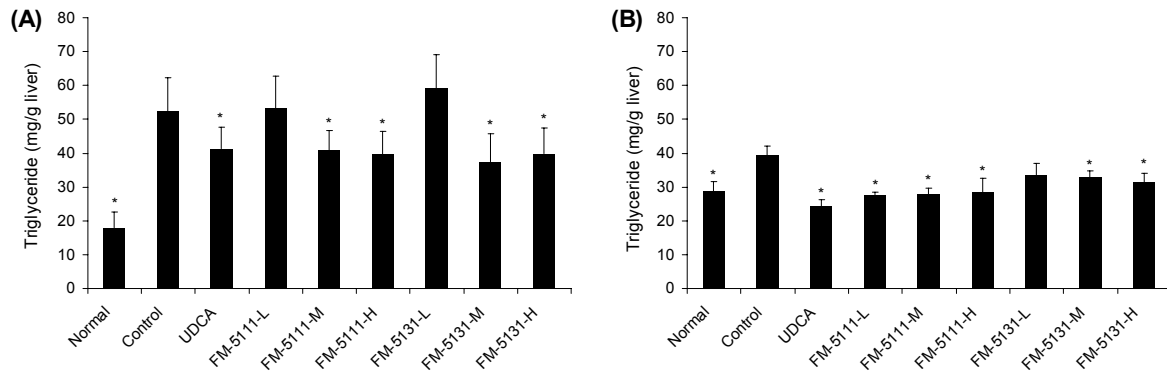 (A)
Triglyceride (mg/g liver)
80
70
60
50
40
30
20
10
0
*
*
*
*
*
*
Normal
Control
UDCA
FM-5111-L
FM-5111-M
FM-5111-H
FM-5131-L
FM-5131-M
FM-5131-H
(B)
Triglyceride (mg/g liver)
80
70
60
50
40
30
20
10
0
*
*
*
*
*
*
*
Normal
Control
UDCA
FM-5111-L
FM-5111-M
FM-5111-H
FM-5131-L
FM-5131-M
FM-5131-H